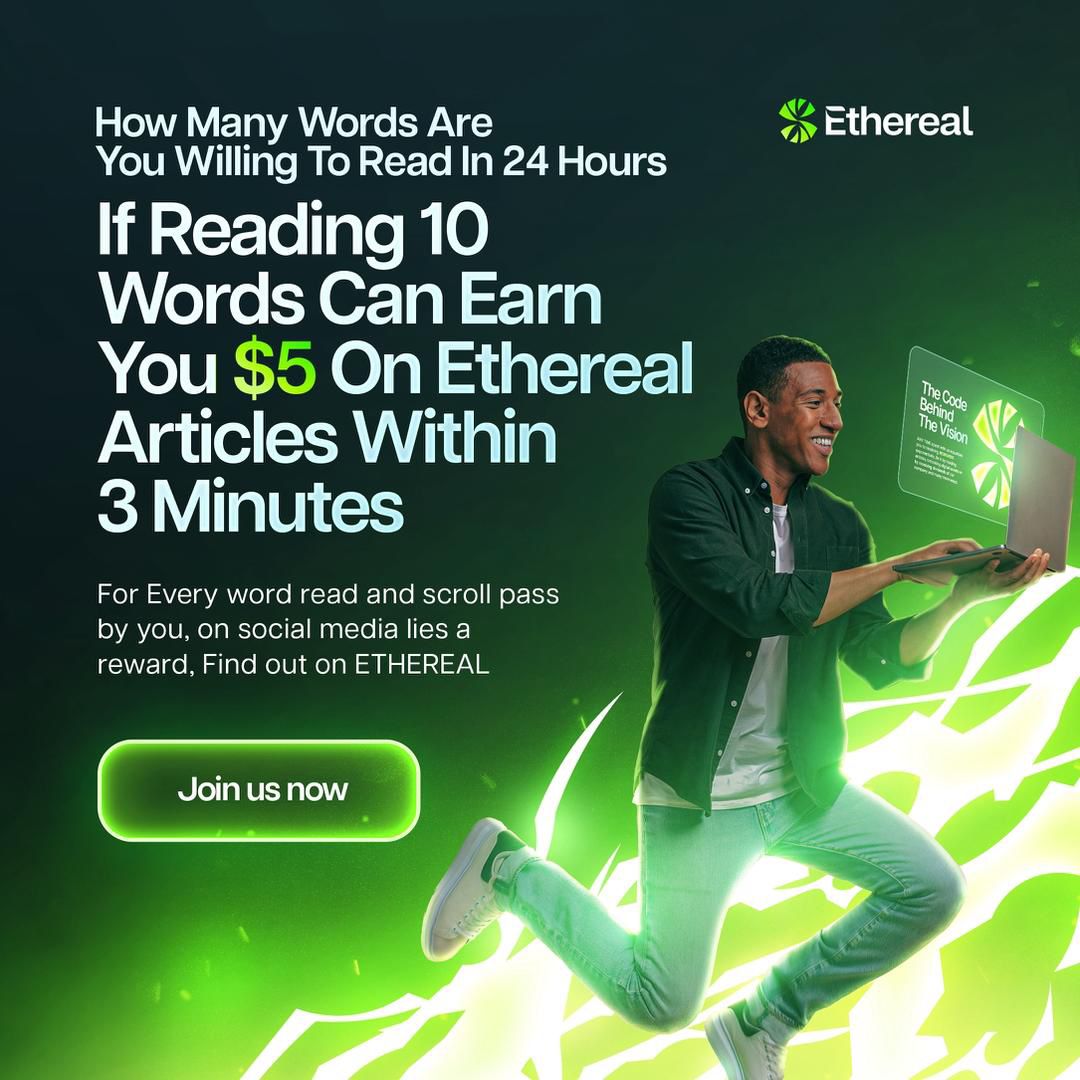 How Many Words Are
You Willing To Read In 24 Hours
Ethereal
If Reading 10
Words Can Earn
You $5 On Ethereal
Articles Within
3 Minutes
The Code
Behind
The Vision
For Every word read and scroll pass
by you, on social media lies a
reward, Find out on ETHEREAL
Join us now